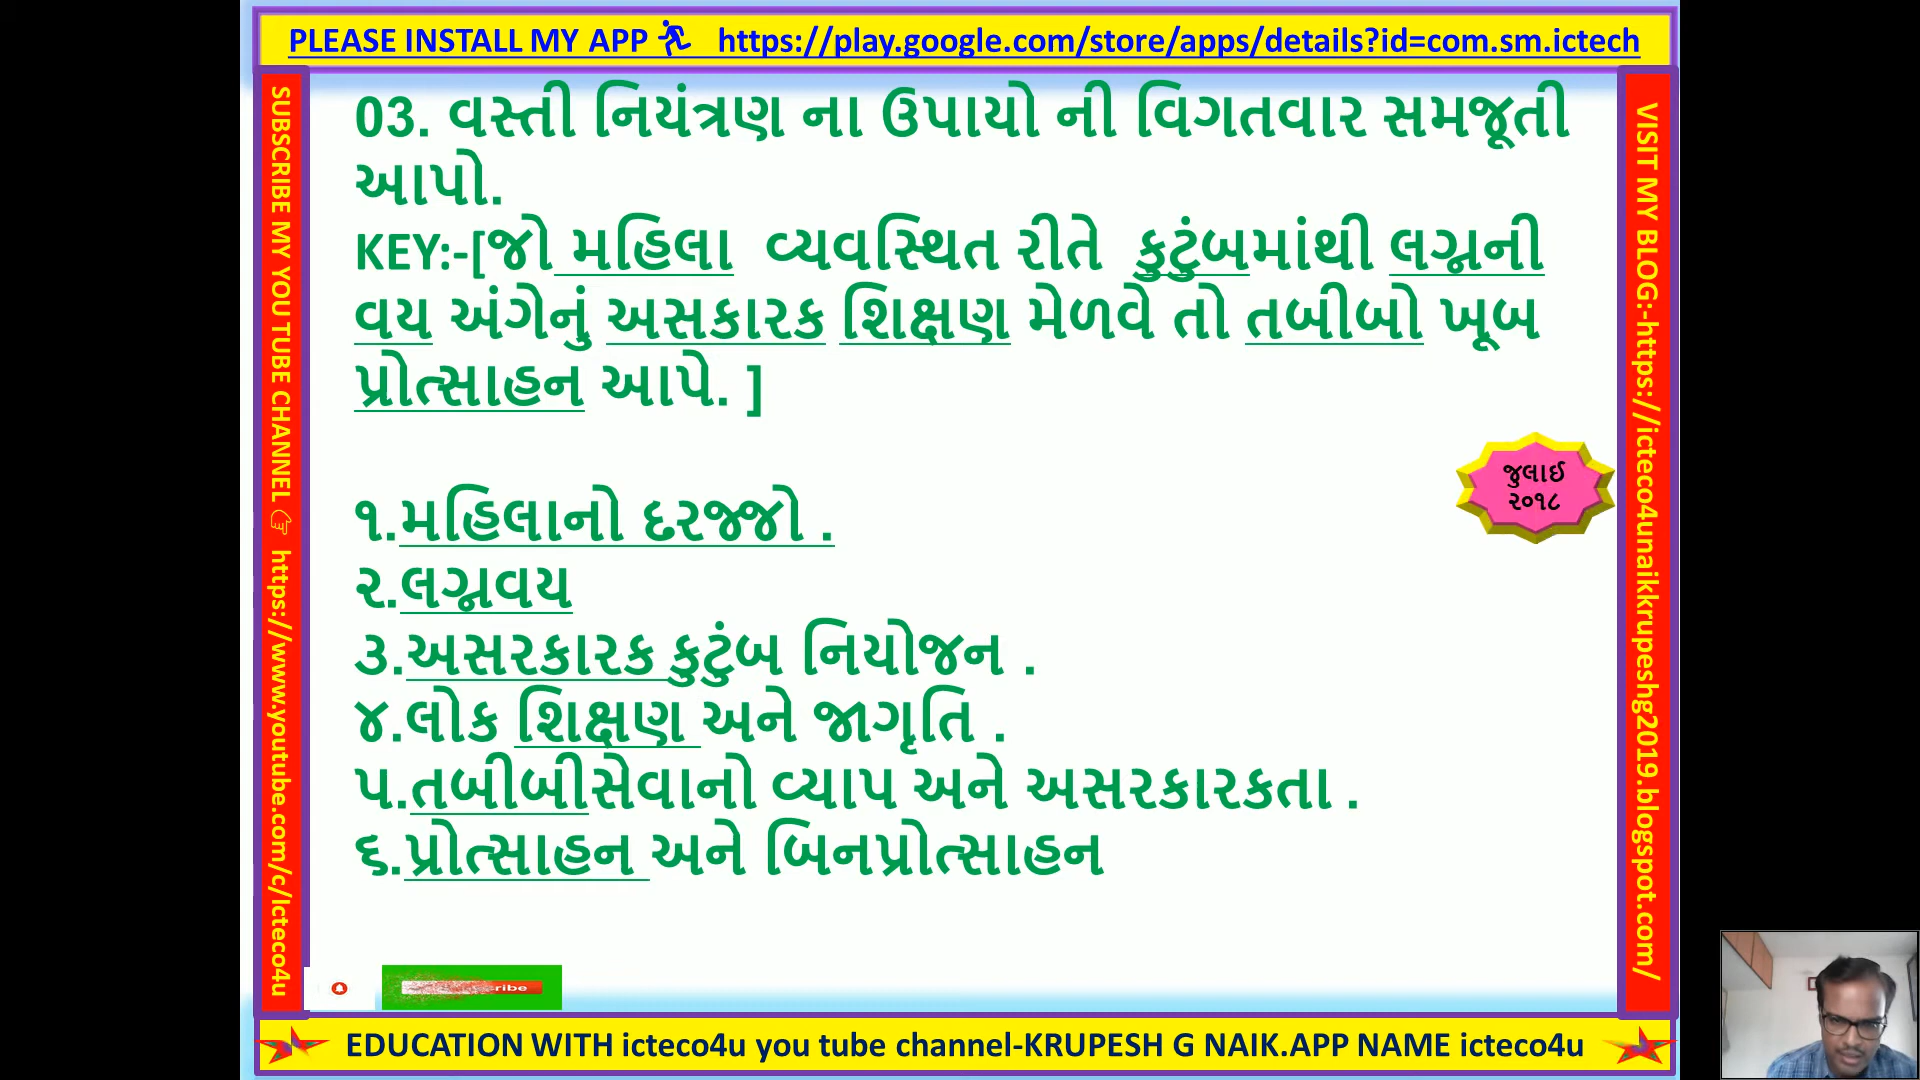 PLEASE INSTALL MY APP https://play.google.com/store/apps/details?id=com.sm.ictech
SUBSCRIBE MY YOU TUBE CHANNEL 👉 https://www.youtube.com/c/Icteco4u
03. વસ્તી નિયંત્રણ ના ઉપાયો ની વિગતવાર સમજૂતી
આપો.
KEY:-[જો મહિલા વ્યવસ્થિત રીતે કુટુંબમાંથી લગ્નની
વય અંગેનું અસકારક શિક્ષણ મેળવે તો તબીબો ખૂબ
પ્રોત્સાહન આપે. ]
જુલાઈ
૨૦૧૮
૧.મહિલાનો દરજ્જો .
૨.લગ્નવય
૩.અસરકારક કુટુંબ નિયોજન .
૪.લોક શિક્ષણ અને જાગૃતિ .
૫.તબીબીસેવાનો વ્યાપ અને અસરકારકતા .
૬.પ્રોત્સાહન અને બિનપ્રોત્સાહન
VISIT MY BLOG:-https://icteco4unaikkrupeshg2019.blogspot.com/
EDUCATION WITH icteco4u you tube channel-KRUPESH G NAIK.APP NAME icteco4u